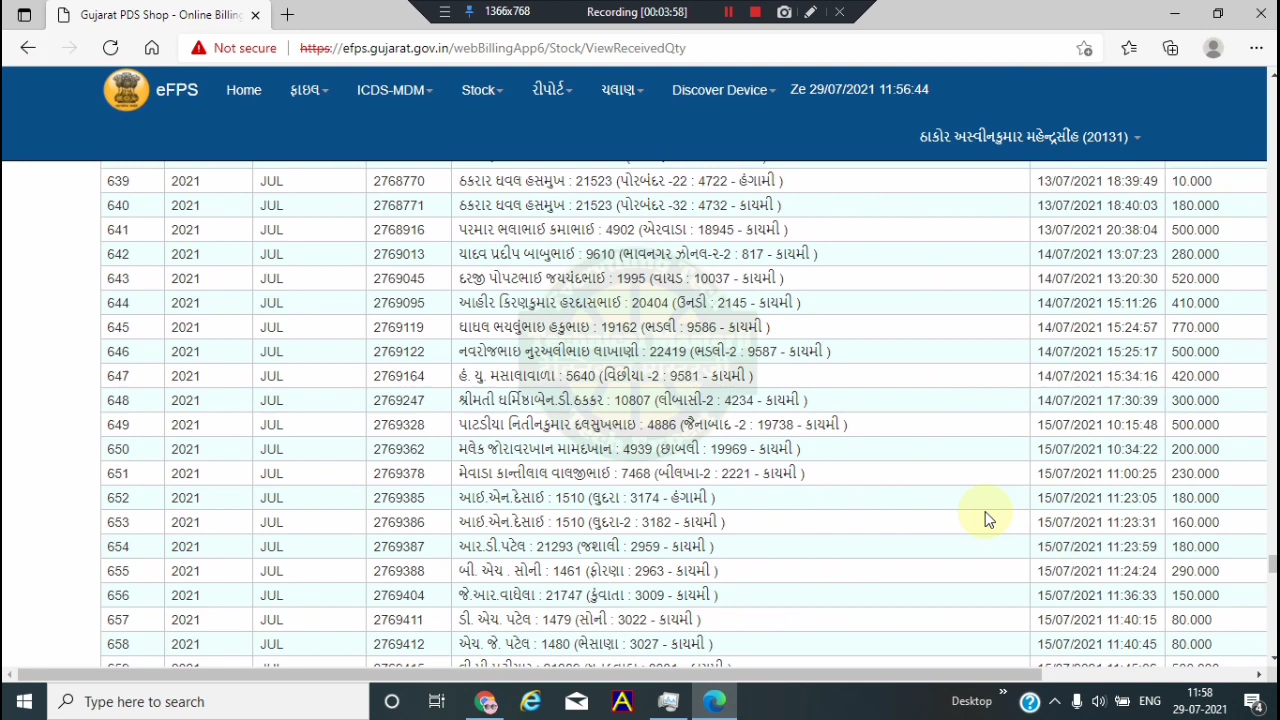 Gujarat PDS Shop - Online Billing
1366x768
Recording [00:03:58]
Not secure
https://efps.gujarat.gov.in/webBillingApp6/Stock/ViewReceivedQty
eFPS Home ફાઇલ ICDS-MDM Stock રીપોર્ટ ચલાણ Discover Device Ze 29/07/2021 11:56:44
ઠાકોર અસ્વીનકુમાર મહેન્દ્રસીંહ (20131)
639 2021 JUL 2768770 ઠકરાર ધવલ હસમુખ : 21523 (પોરબંદર -22 : 4722 - હંગામી ) 13/07/2021 18:39:49 10.000
640 2021 JUL 2768771 ઠકરાર ધવલ હસમુખ : 21523 (પોરબંદર -32 : 4732 - કાયમી ) 13/07/2021 18:40:03 180.000
641 2021 JUL 2768916 પરમાર ભલાભાઈ કમાભાઈ : 4902 (એરવાડા : 18945 - કાયમી ) 13/07/2021 20:38:04 500.000
642 2021 JUL 2769013 યાદવ પ્રદીપ બાબુભાઈ : 9610 (ભાવનગર ઝોનલ-ર-2 : 817 - કાયમી ) 14/07/2021 13:07:23 280.000
643 2021 JUL 2769045 દરજી પોપટભાઈ જયચંદભાઈ : 1995 (વાયડ : 10037 - કાયમી ) 14/07/2021 13:20:30 520.000
644 2021 JUL 2769095 આહીર કિરણકુમાર હરદાસભાઈ : 20404 (ઉનડી : 2145 - કાયમી ) 14/07/2021 15:11:26 410.000
645 2021 JUL 2769119 ધાધલ ભયલુંભાઇ હકુભાઇ : 19162 (ભડલી : 9586 - કાયમી ) 14/07/2021 15:24:57 770.000
646 2021 JUL 2769122 નવરોજભાઇ નુરઅલીભાઇ લાખાણી : 22419 (ભડલી-2 : 9587 - કાયમી ) 14/07/2021 15:25:17 500.000
647 2021 JUL 2769164 હં. યુ. મસાલાવાળા : 5640 (વિછીયા -2 : 9581 - કાયમી ) 14/07/2021 15:34:16 420.000
648 2021 JUL 2769247 શ્રીમતી ધર્મિષ્ઠાબેન.ડી.ઠક્કર : 10807 (લીબાસી-2 : 4234 - કાયમી ) 14/07/2021 17:30:39 300.000
649 2021 JUL 2769328 પાટડીયા નિતીનકુમાર દલસુખભાઇ : 4886 (જૈનાબાદ -2 : 19738 - કાયમી ) 15/07/2021 10:15:48 500.000
650 2021 JUL 2769362 મલેક જોરાવરખાન મામદખાન : 4939 (છાબલી : 19969 - કાયમી ) 15/07/2021 10:34:22 200.000
651 2021 JUL 2769378 મેવાડા કાન્તીલાલ વાલજીભાઈ : 7468 (બીલખા-2 : 2221 - કાયમી ) 15/07/2021 11:00:25 230.000
652 2021 JUL 2769385 આઈ.એન.દેસાઈ : 1510 (લુદરા : 3174 - હંગામી ) 15/07/2021 11:23:05 180.000
653 2021 JUL 2769386 આઈ.એન.દેસાઈ : 1510 (લુદરા-2 : 3182 - કાયમી ) 15/07/2021 11:23:31 160.000
654 2021 JUL 2769387 આર.ડી.પટેલ : 21293 (જશાલી : 2959 - કાયમી ) 15/07/2021 11:23:59 180.000
655 2021 JUL 2769388 બી. એચ . સોની : 1461 (ફોરણા : 2963 - કાયમી ) 15/07/2021 11:24:24 290.000
656 2021 JUL 2769404 જે.આર.વાઘેલા : 21747 (કુંવાતા : 3009 - કાયમી ) 15/07/2021 11:36:33 150.000
657 2021 JUL 2769411 ડી. એચ. પટેલ : 1479 (સોની : 3022 - કાયમી ) 15/07/2021 11:40:15 80.000
658 2021 JUL 2769412 એચ. જે. પટેલ : 1480 (ભેસાણા : 3027 - કાયમી ) 15/07/2021 11:40:45 80.000
Type here to search
Desktop
ENG
11:58
29-07-2021
4